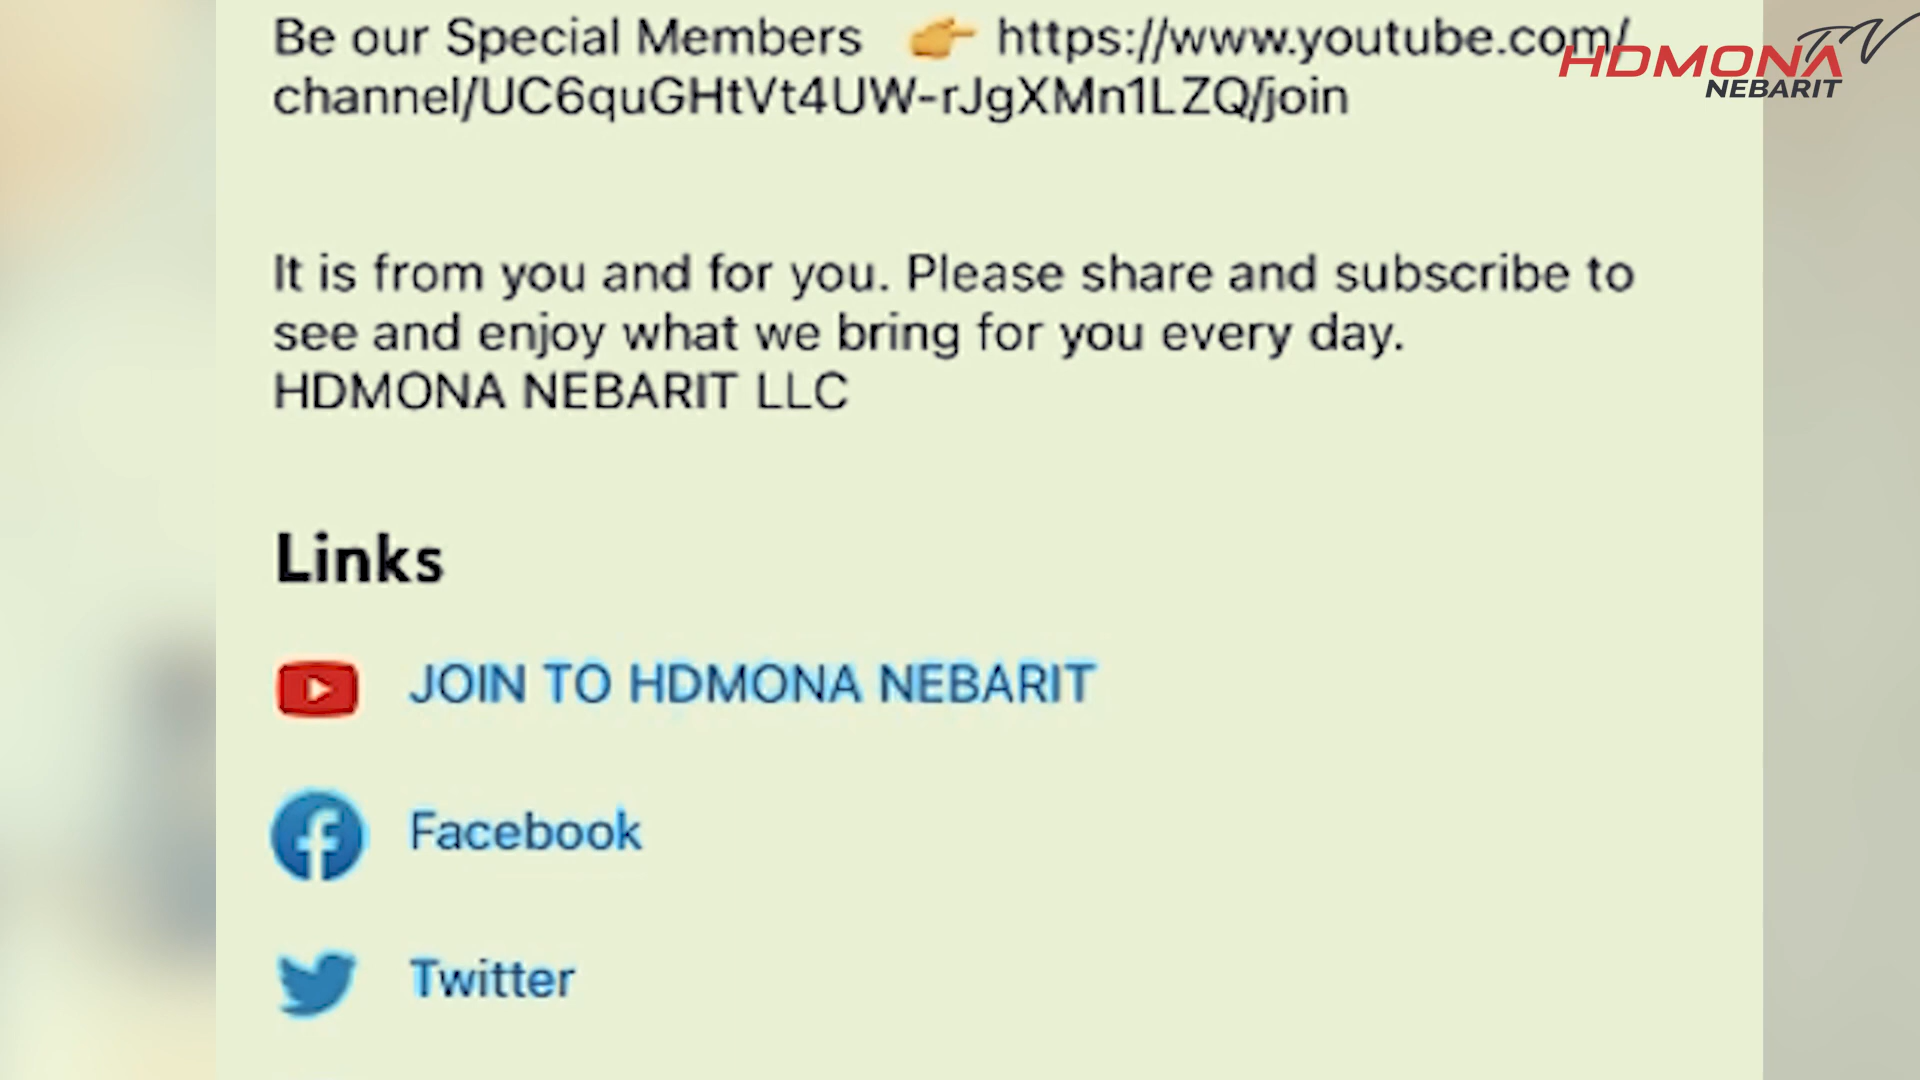 Be our Special Members 👉 https://www.youtube.com/
channel/UC6quGHtVt4UW-rJgXMn1LZQ/join
HDMONA TV
NEBARIT
It is from you and for you. Please share and subscribe to
see and enjoy what we bring for you every day.
HDMONA NEBARIT LLC
Links
JOIN TO HDMONA NEBARIT
Facebook
Twitter